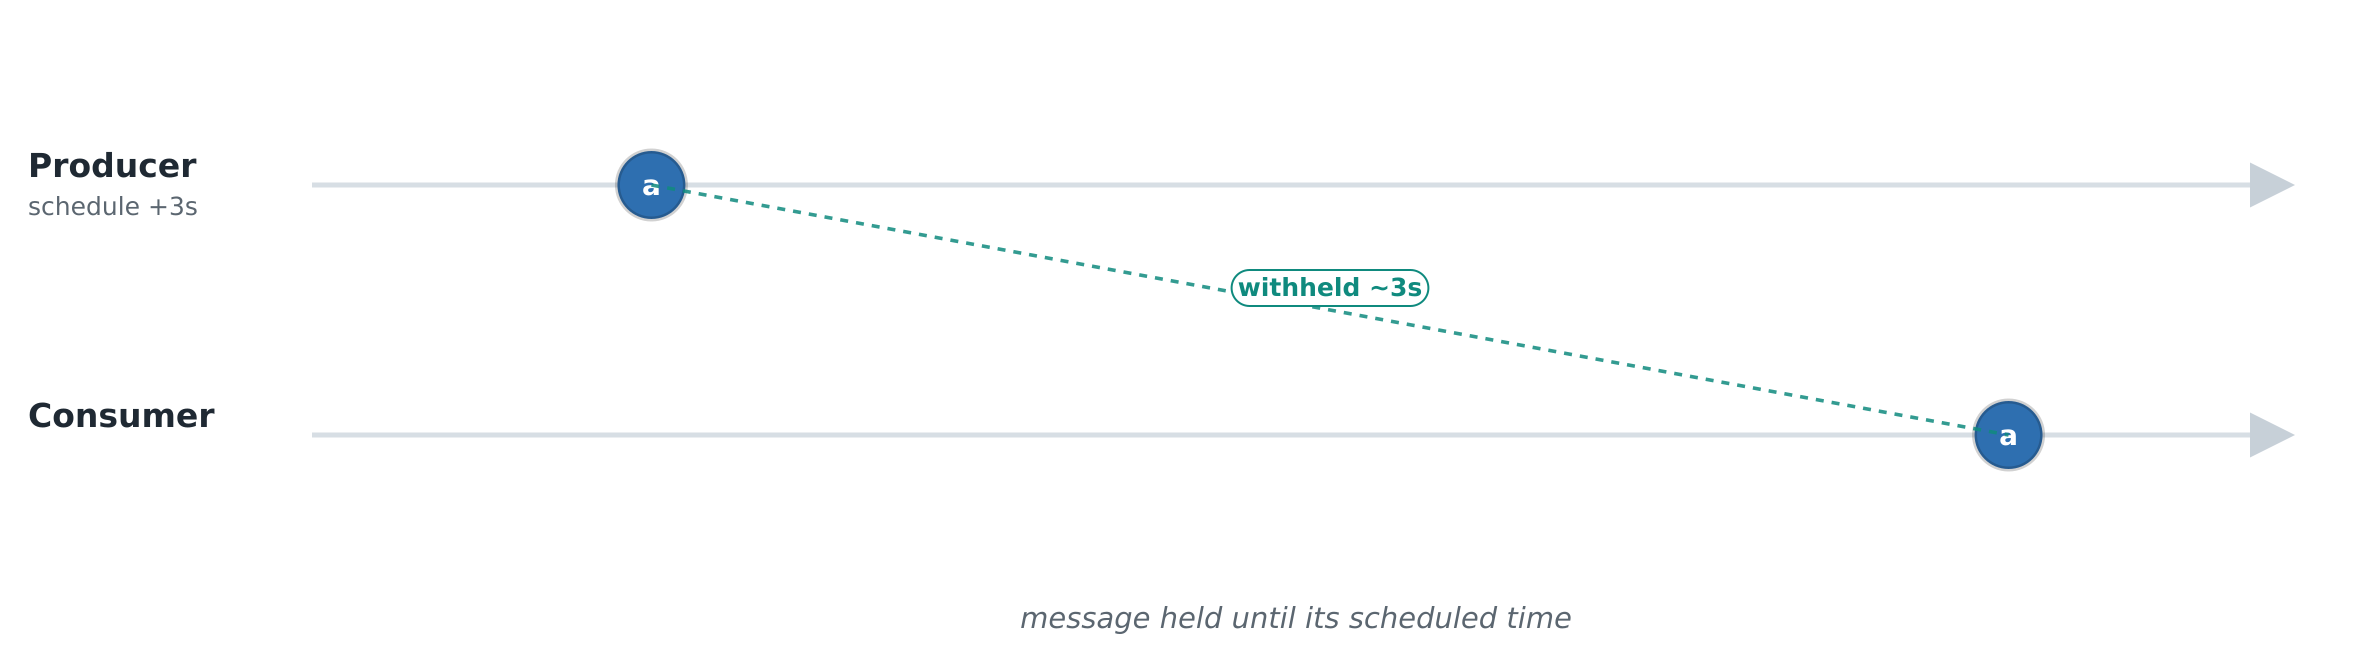 Producer
schedule +3s
a
withheld ~3s
Consumer
a
message held until its scheduled time